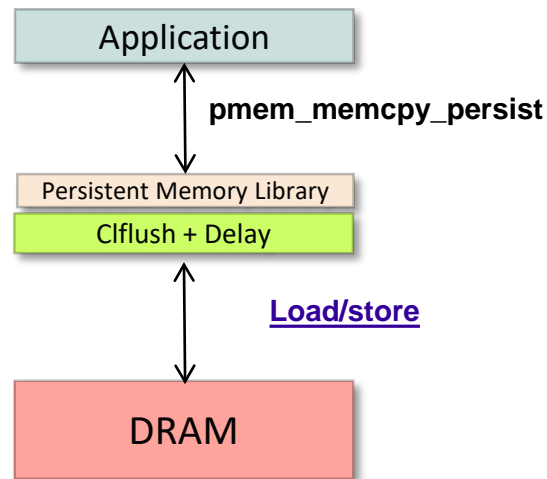 Application
pmem_memcpy_persist
Persistent Memory Library
Clflush + Delay
Load/store
DRAM